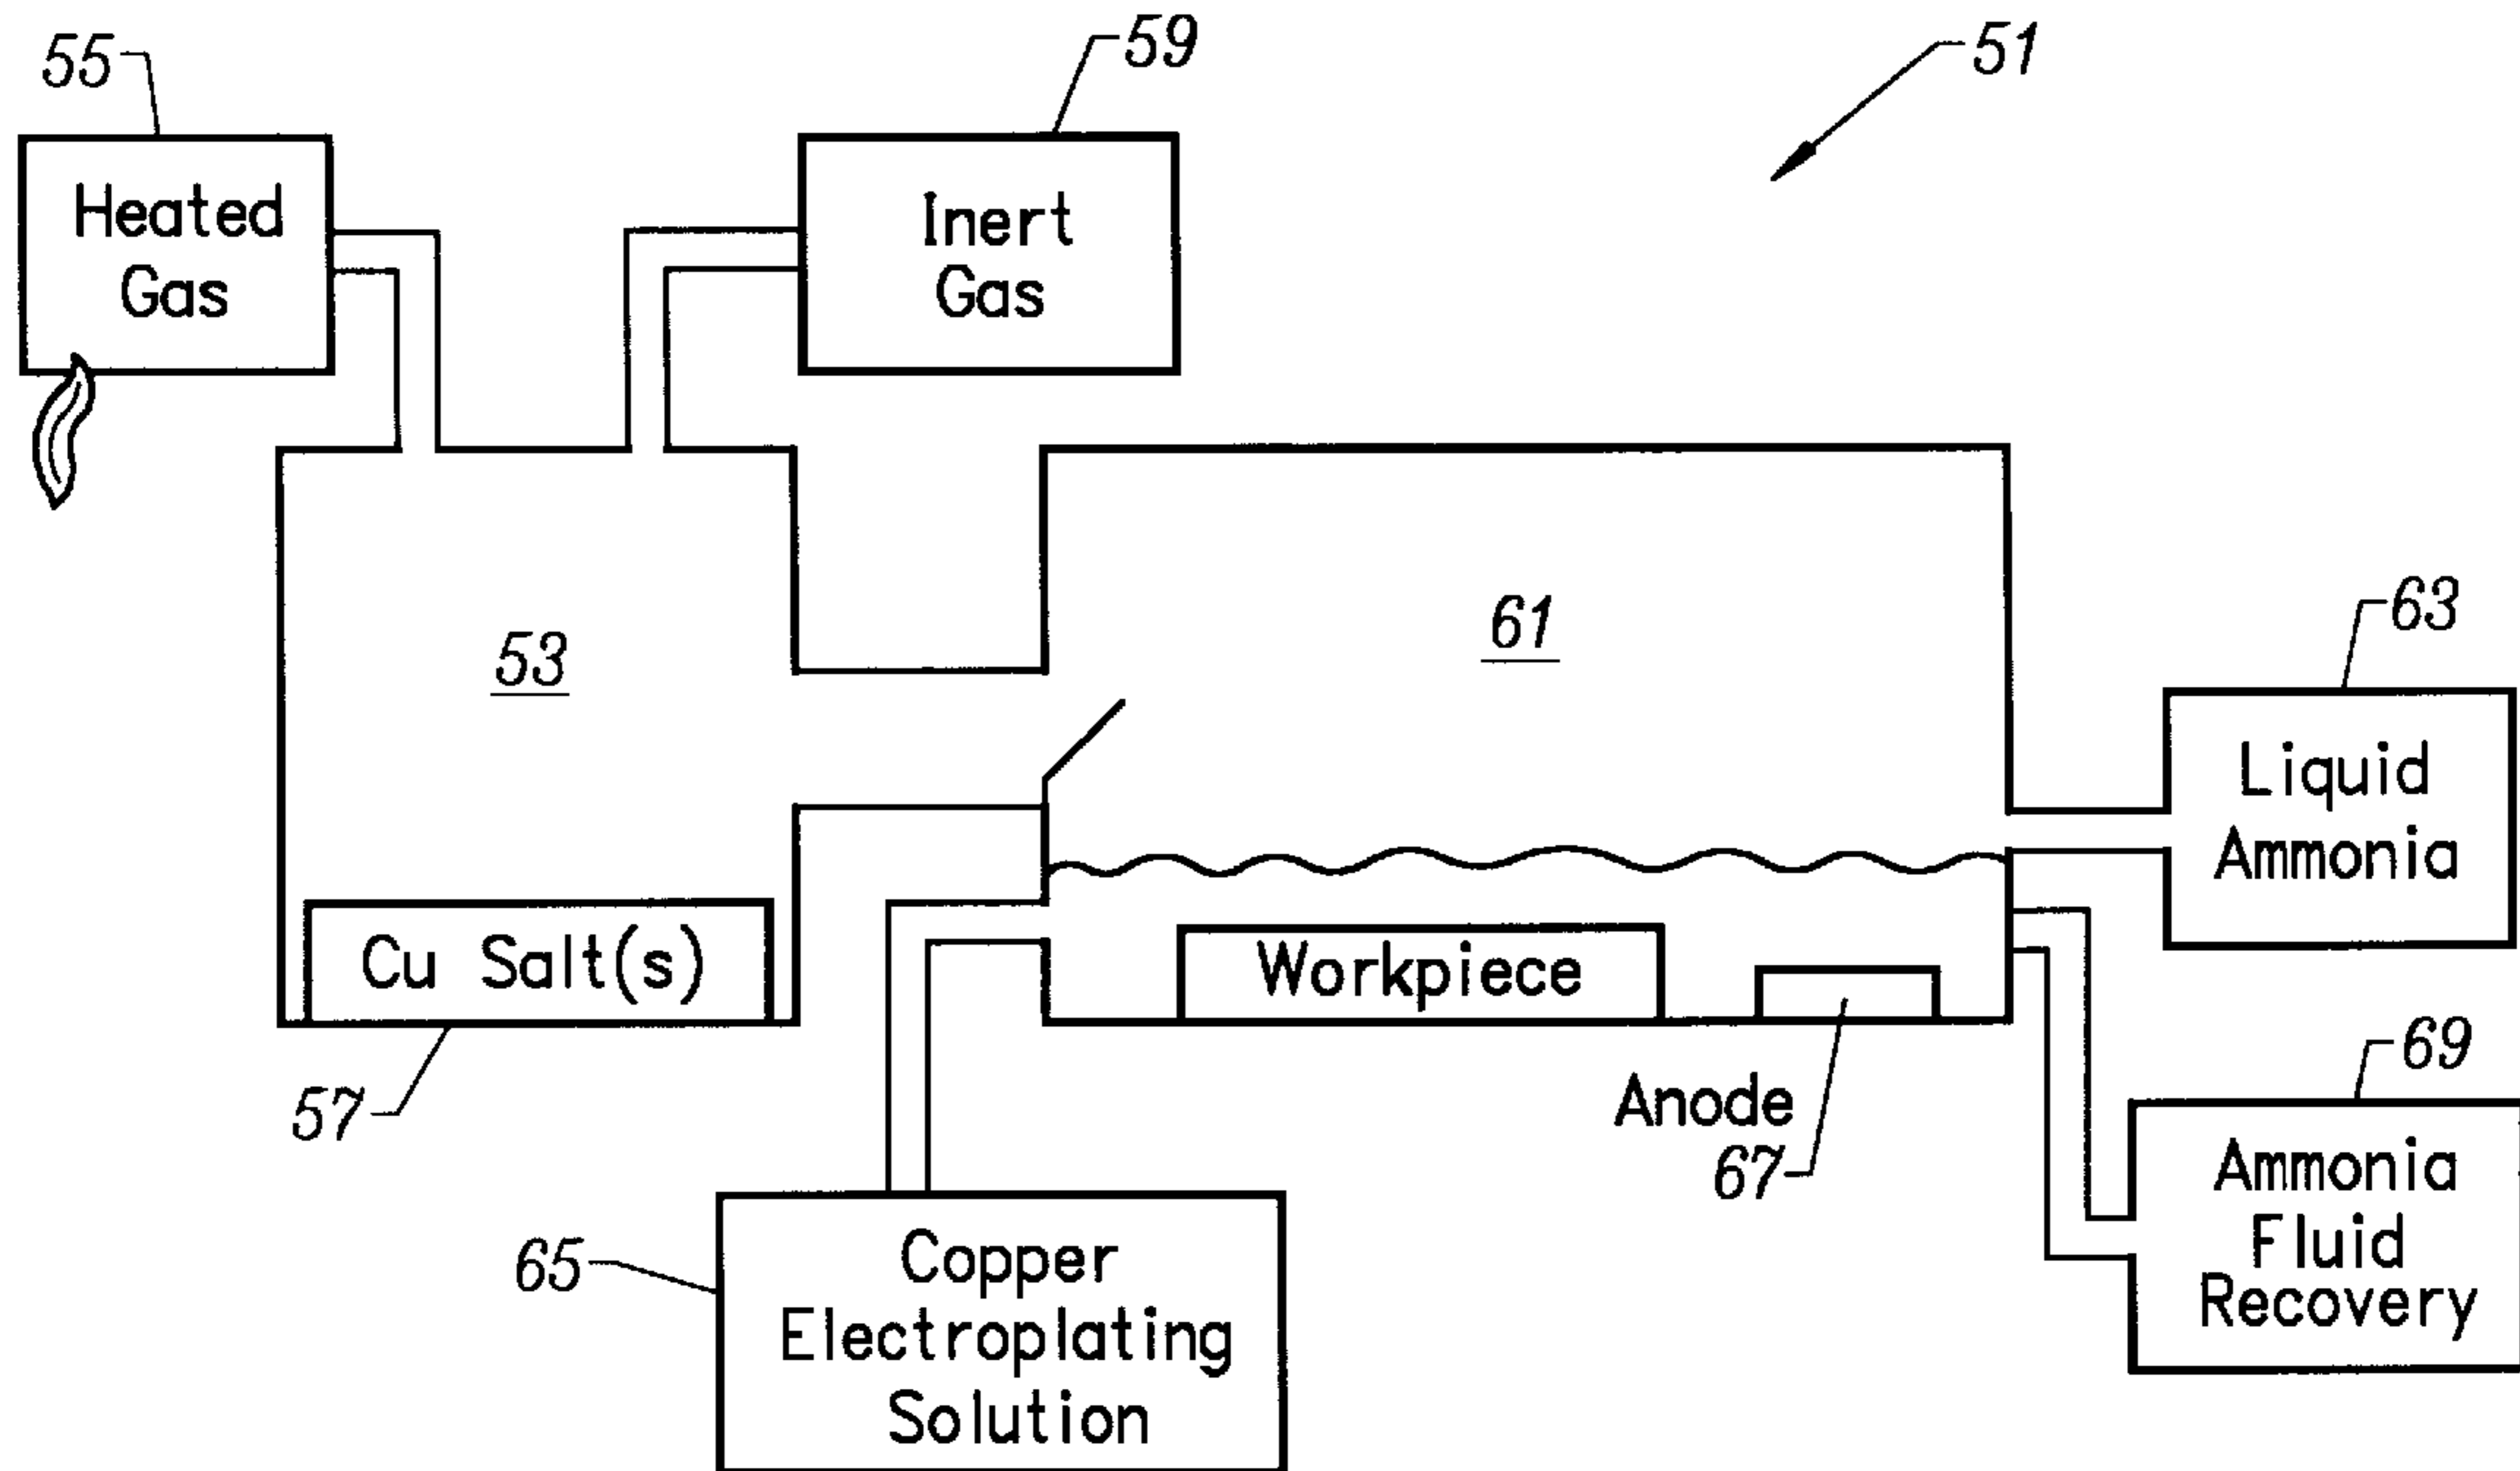 55
59
51
Heated
Gas
Inert
Gas
53
61
63
Liquid
Ammonia
Cu Salt(s)
Workpiece
57
Anode
67
69
65
Copper
Electroplating
Solution
Ammonia
Fluid
Recovery